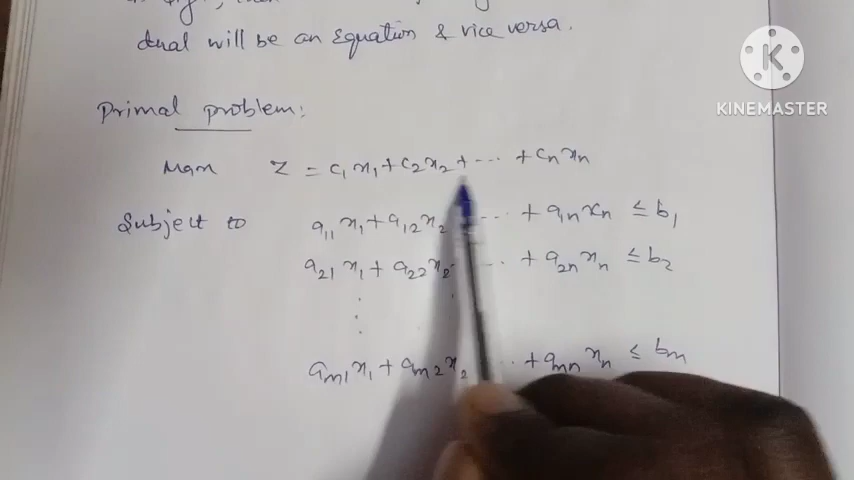 dual will be an Equation & vice versa.
K
KINEMASTER
Primal problem:
Max Z = c₁x₁ + c₂x₂ + ... + cₙxₙ
Subject to a₁₁x₁ + a₁₂x₂ ... + a₁ₙxₙ ≤ b₁
a₂₁x₁ + a₂₂x₂ ... + a₂ₙxₙ ≤ b₂
⋮
aₘ₁x₁ + aₘ₂x₂ ... + aₘₙxₙ ≤ bₘ